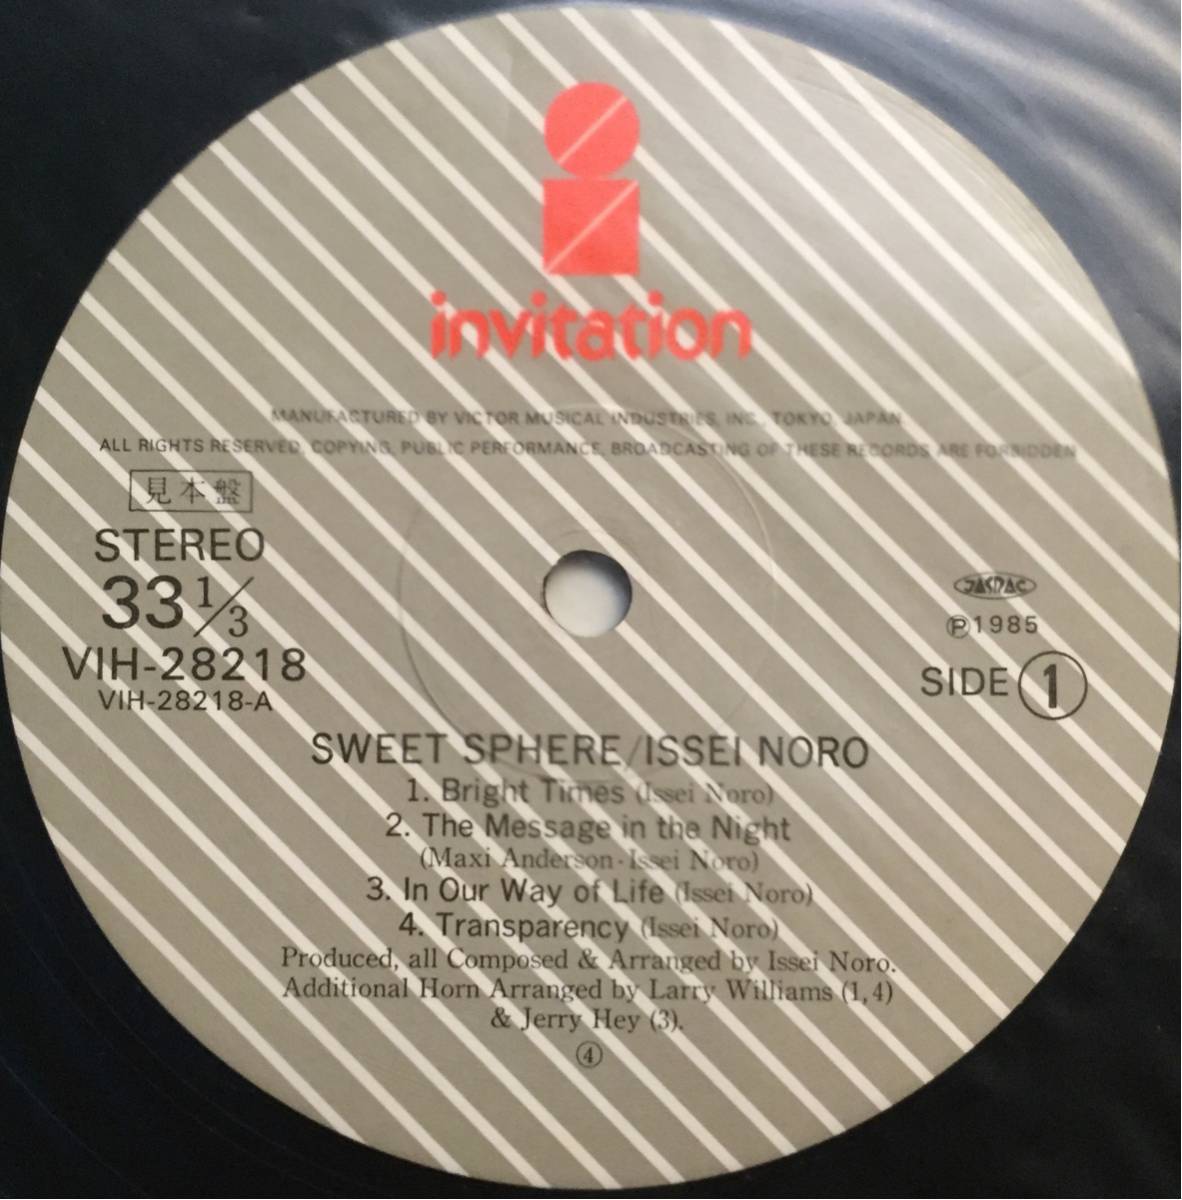 invitation
MANUFACTURED BY VICTOR MUSICAL INDUSTRIES, INC., TOKYO, JAPAN
ALL RIGHTS RESERVED, COPYING, PUBLIC PERFORMANCE, BROADCASTING OF THESE RECORDS ARE FORBIDDEN
見本盤
STEREO
33 1/3
VIH-28218
VIH-28218-A
JASRAC
Ⓟ1985
SIDE 1
SWEET SPHERE/ISSEI NORO
1. Bright Times (Issei Noro)
2. The Message in the Night
(Maxi Anderson・Issei Noro)
3. In Our Way of Life (Issei Noro)
4. Transparency (Issei Noro)
Produced, all Composed & Arranged by Issei Noro.
Additional Horn Arranged by Larry Williams (1, 4)
& Jerry Hey (3).
④